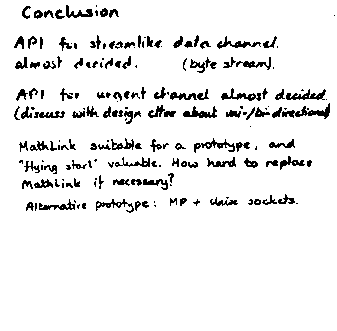 Conclusion
API for streamlike data channel
almost decided. (byte stream).
API for urgent channel almost decided
(discuss with design cttee about uni-/bi-directional)
MathLink suitable for a prototype, and
"flying start" valuable. How hard to replace
MathLink if necessary?
Alternative prototype: MP + Unix sockets.